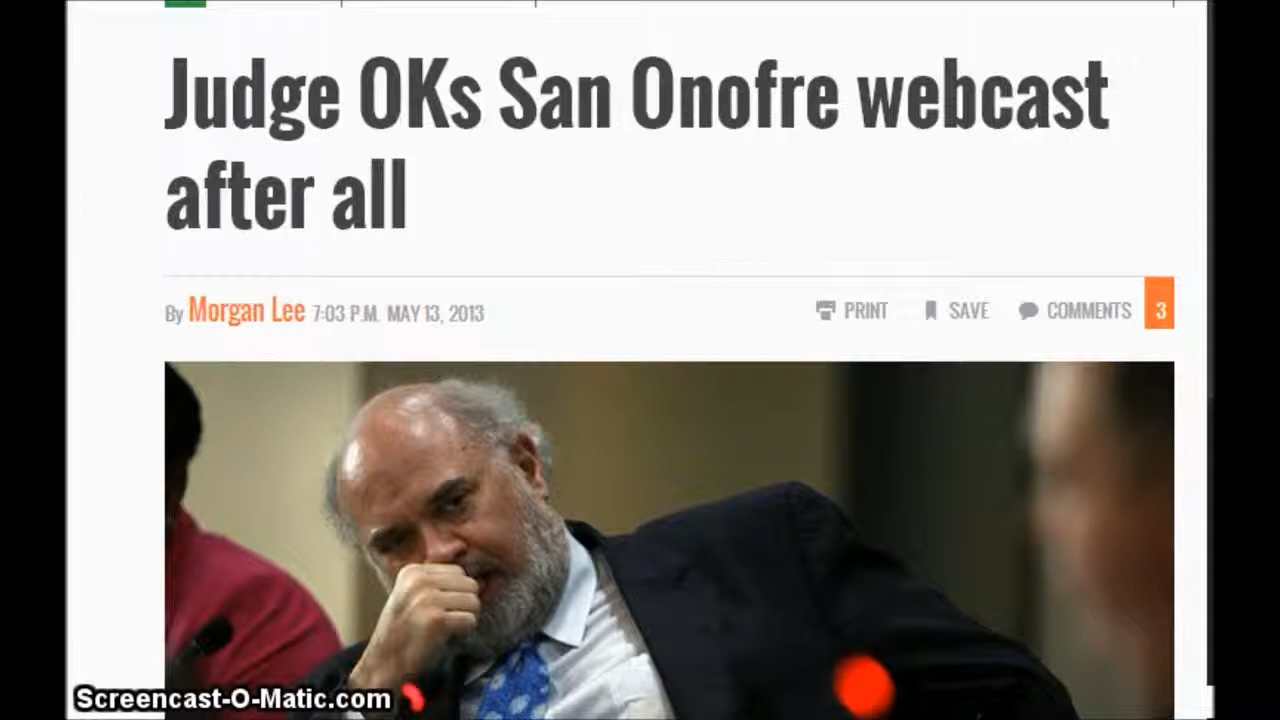 Judge OKs San Onofre webcast
after all
By Morgan Lee 7:03 P.M. MAY 13, 2013
PRINT SAVE COMMENTS 3
Screencast-O-Matic.com